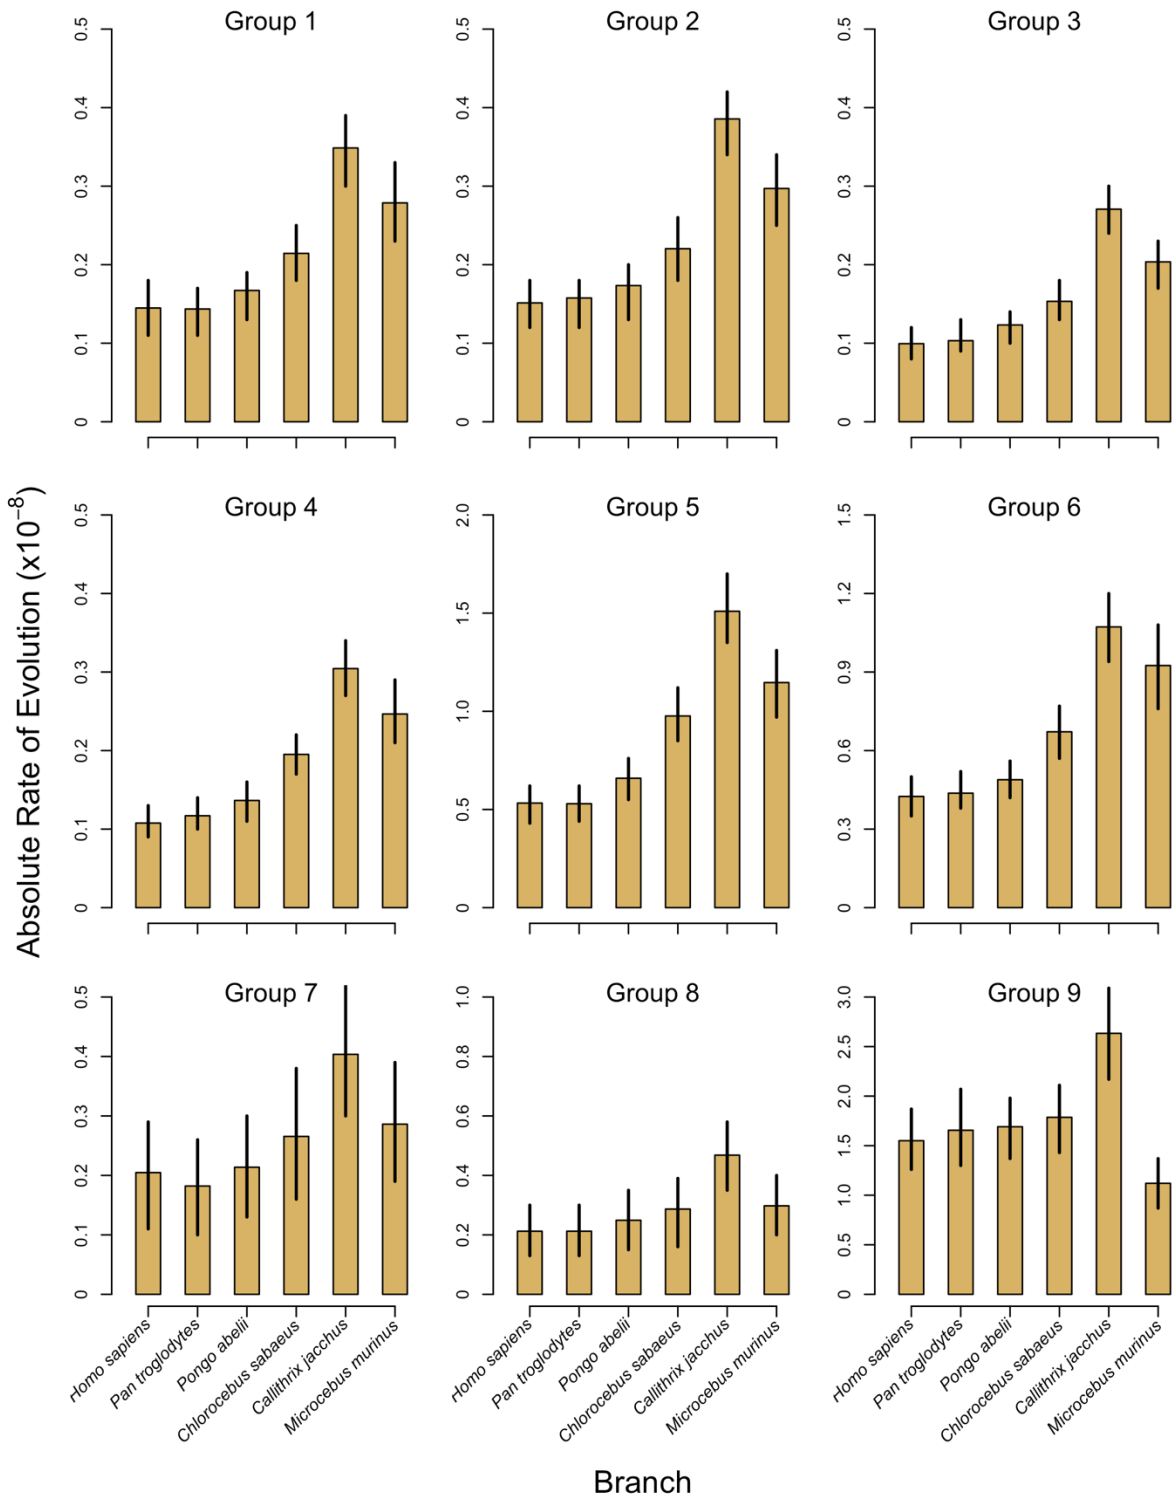 Group 1
0.5
0.4
0.3
0.2
0.1
0
Group 2
0.5
0.4
0.3
0.2
0.1
0
Group 3
0.5
0.4
0.3
0.2
0.1
0
Absolute Rate of Evolution (x10⁻⁸)
Group 4
0.5
0.4
0.3
0.2
0.1
0
Group 5
2.0
1.5
1.0
0.5
0
Group 6
1.5
1.2
0.9
0.6
0.3
0
Group 7
0.5
0.4
0.3
0.2
0.1
0
Group 8
1.0
0.8
0.6
0.4
0.2
0
Group 9
3.0
2.5
2.0
1.5
1.0
0.5
0
Homo sapiens
Pan troglodytes
Pongo abelii
Chlorocebus sabaeus
Callithrix jacchus
Microcebus murinus
Homo sapiens
Pan troglodytes
Pongo abelii
Chlorocebus sabaeus
Callithrix jacchus
Microcebus murinus
Homo sapiens
Pan troglodytes
Pongo abelii
Chlorocebus sabaeus
Callithrix jacchus
Microcebus murinus
Branch